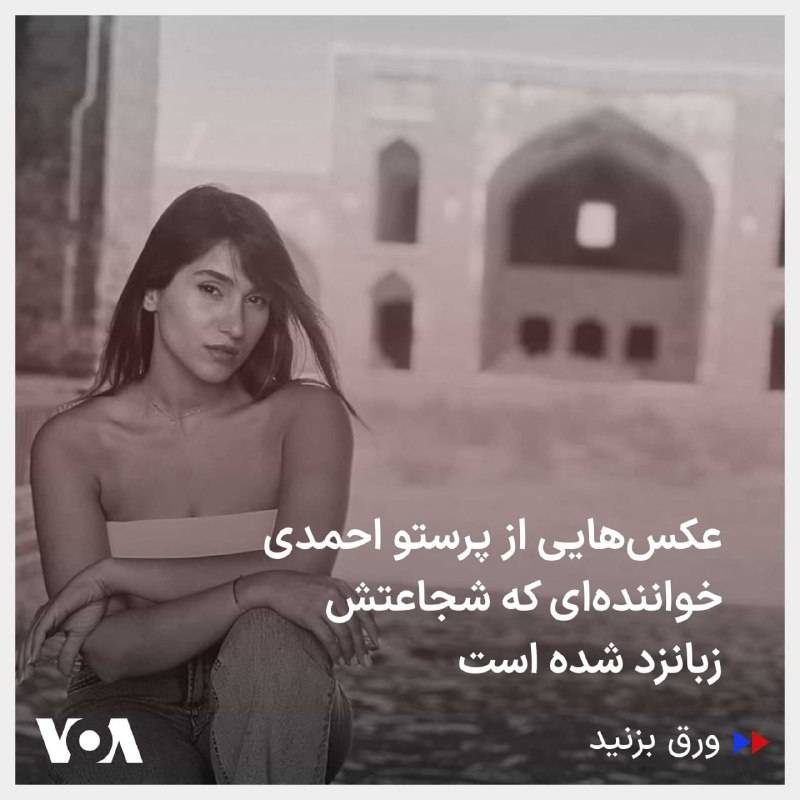 عکس‌هایی از پرستو احمدی
خواننده‌ای که شجاعتش
زبانزد شده است
ورق بزنید
VOA